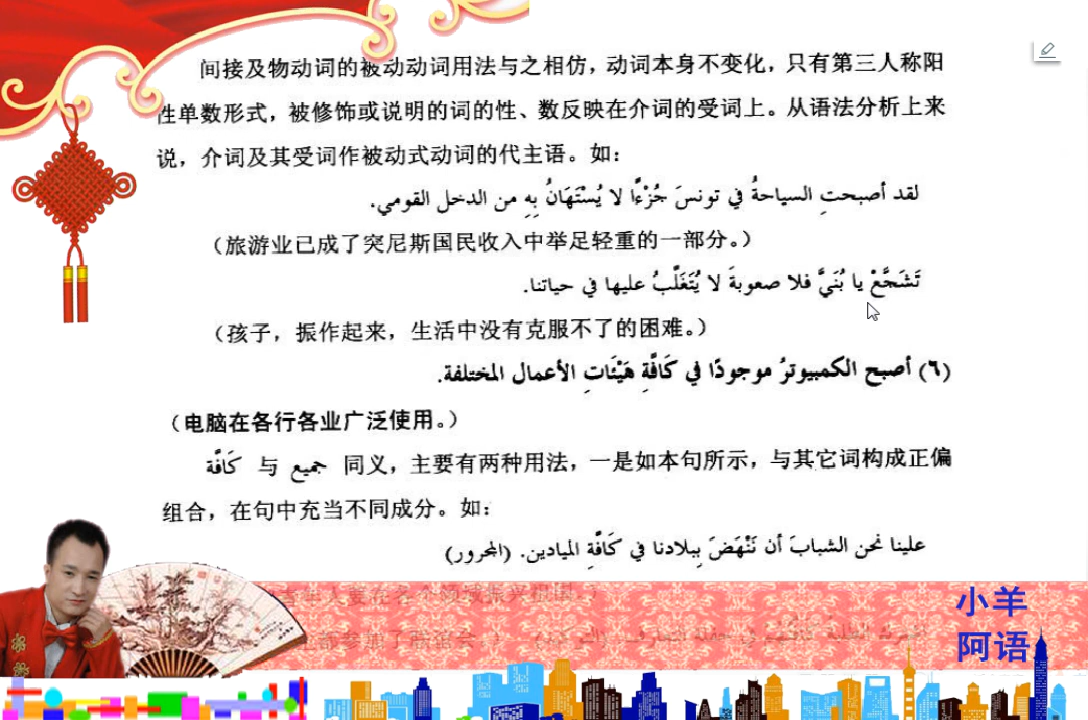 间接及物动词的被动动词用法与之相仿，动词本身不变化，只有第三人称阳
性单数形式，被修饰或说明的词的性、数反映在介词的受词上。从语法分析上来
说，介词及其受词作被动式动词的代主语。如：
لقد أصبحتِ السياحةُ في تونسَ جُزْءًا لا يُسْتَهَانُ بِهِ من الدخل القومي.
（旅游业已成了突尼斯国民收入中举足轻重的一部分。）
تَشَجَّعْ يا بُنَيَّ فلا صعوبةَ لا يُتَغَلَّبُ عليها في حياتنا.
（孩子，振作起来，生活中没有克服不了的困难。）
(٦) أصبح الكمبيوترُ موجودًا في كَافَّةِ هَيْئَاتِ الأعمال المختلفة.
（电脑在各行各业广泛使用。）
كَافَّة 与 جميع 同义，主要有两种用法，一是如本句所示，与其它词构成正偏
组合，在句中充当不同成分。如：
علينا نحن الشبابَ أن نَنْهَضَ بِبلادنا في كَافَّةِ الميادين. (المجرور)
小羊
阿语